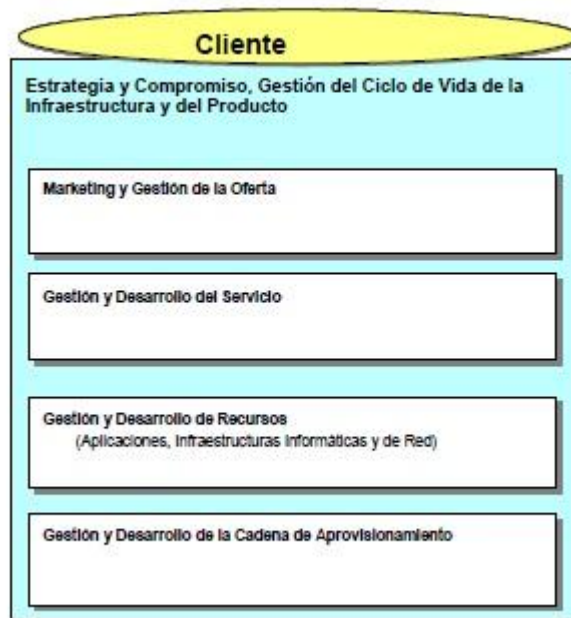 Cliente
Estrategia y Compromiso, Gestión del Ciclo de Vida de la
Infraestructura y del Producto
Marketing y Gestión de la Oferta
Gestión y Desarrollo del Servicio
Gestión y Desarrollo de Recursos
(Aplicaciones, Infraestructuras Informáticas y de Red)
Gestión y Desarrollo de la Cadena de Aprovisionamiento